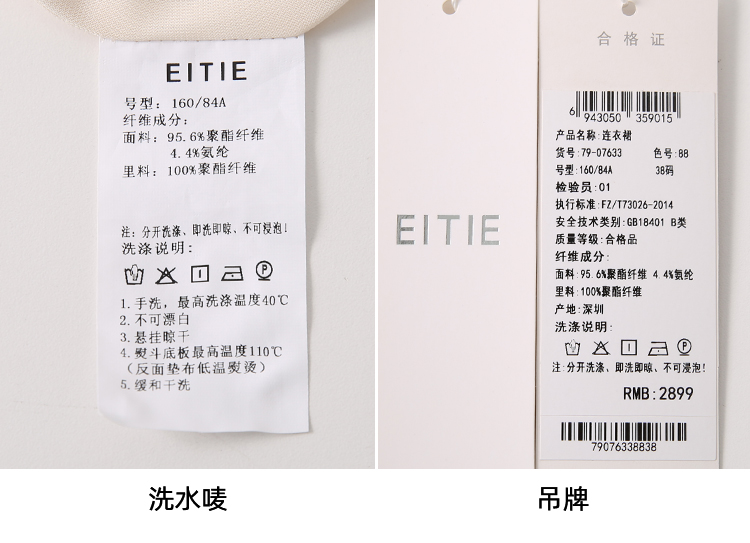 EITIE
号型: 160/84A
纤维成分:
面料: 95.6%聚酯纤维
4.4%氨纶
里料: 100%聚酯纤维
注: 分开洗涤、即洗即晾、不可浸泡!
洗涤说明:
P
1.手洗, 最高洗涤温度40℃
2.不可漂白
3.悬挂晾干
4.熨斗底板最高温度110℃
(反面垫布低温熨烫)
5.缓和干洗
洗水唛
EITIE
合格证
6 943050 359015
产品名称:连衣裙
货号:79-07633 色号:88
号型:160/84A 38码
检验员:01
执行标准:FZ/T73026-2014
安全技术类别:GB18401 B类
质量等级:合格品
纤维成分:
面料:95.6%聚酯纤维 4.4%氨纶
里料:100%聚酯纤维
产地:深圳
洗涤说明:
P
注:分开洗涤、即洗即晾、不可浸泡!
RMB:2899
79076338838
吊牌